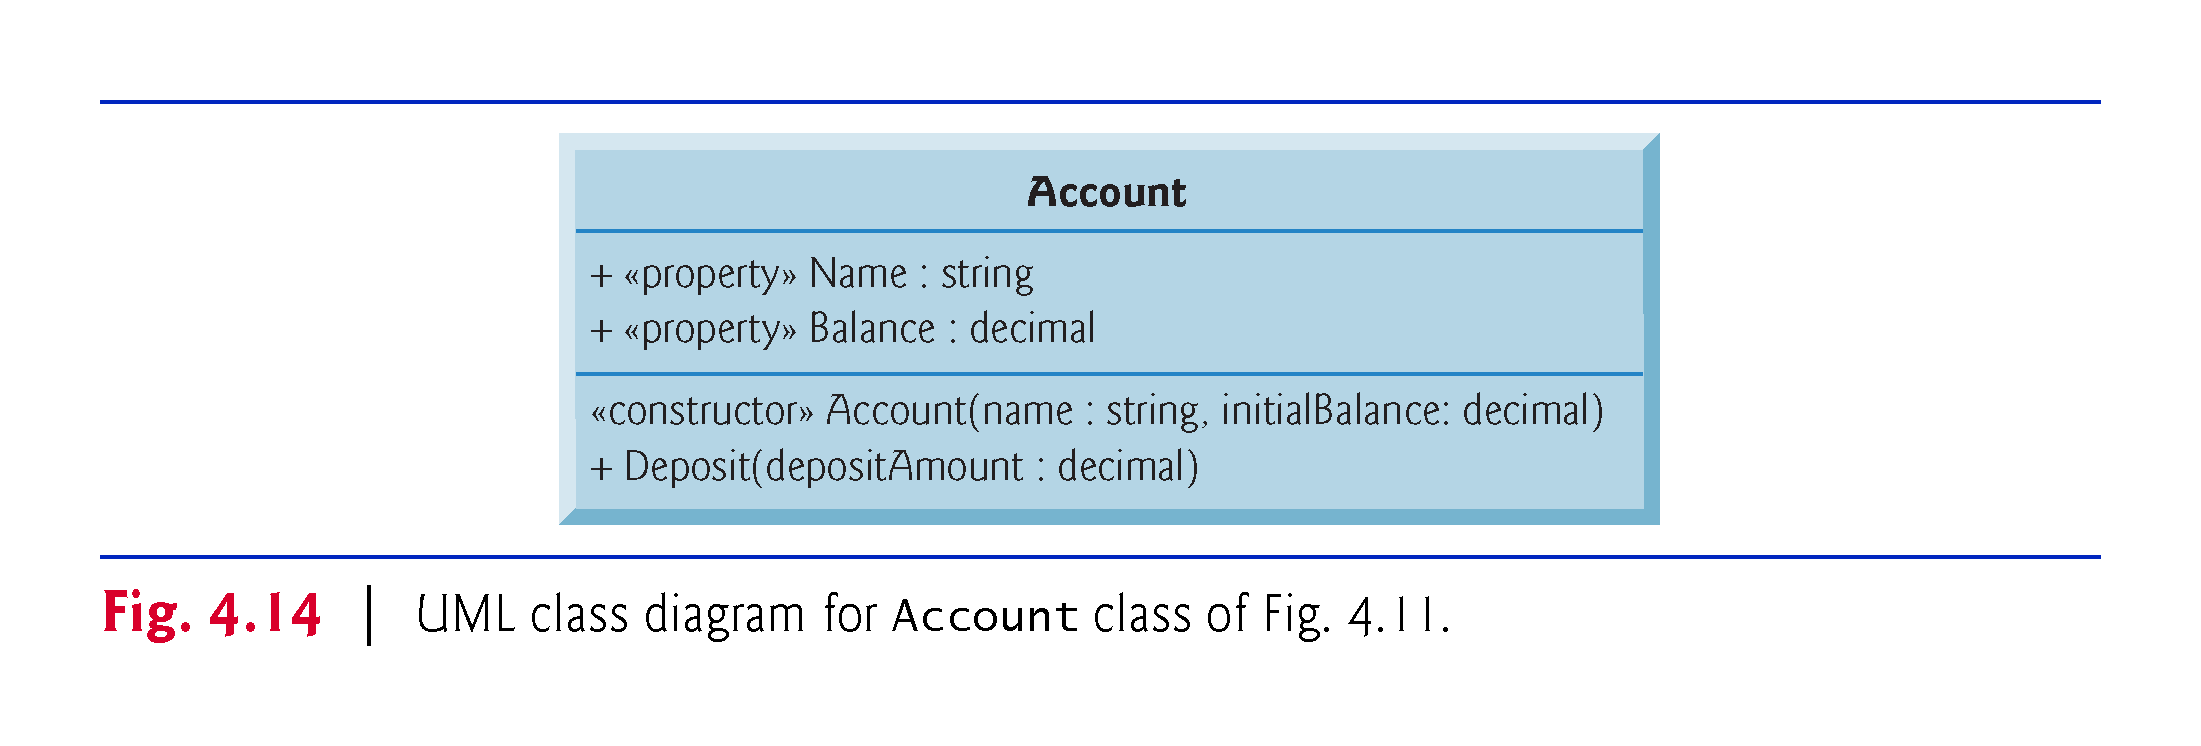 Account
+ «property» Name : string
+ «property» Balance : decimal
«constructor» Account(name : string, initialBalance: decimal)
+ Deposit(depositAmount : decimal)
Fig. 4.14 | UML class diagram for Account class of Fig. 4.11.